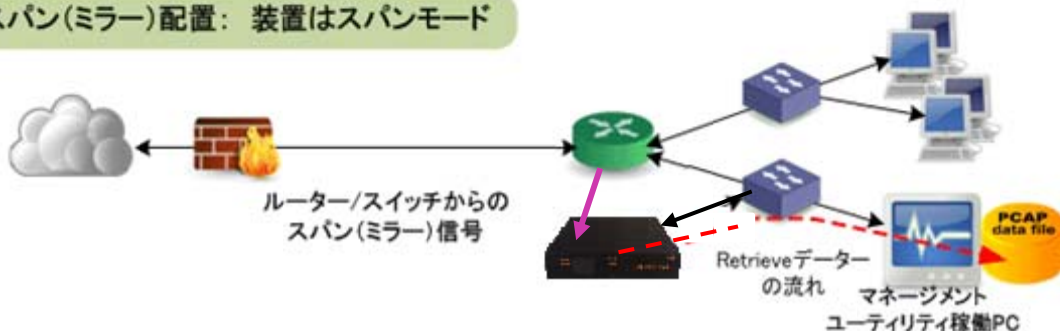 スパン(ミラー)配置： 装置はスパンモード
ルーター/スイッチからの
スパン(ミラー)信号
PCAP
data file
Retrieveデーター
の流れ
マネージメント
ユーティリティ稼働PC